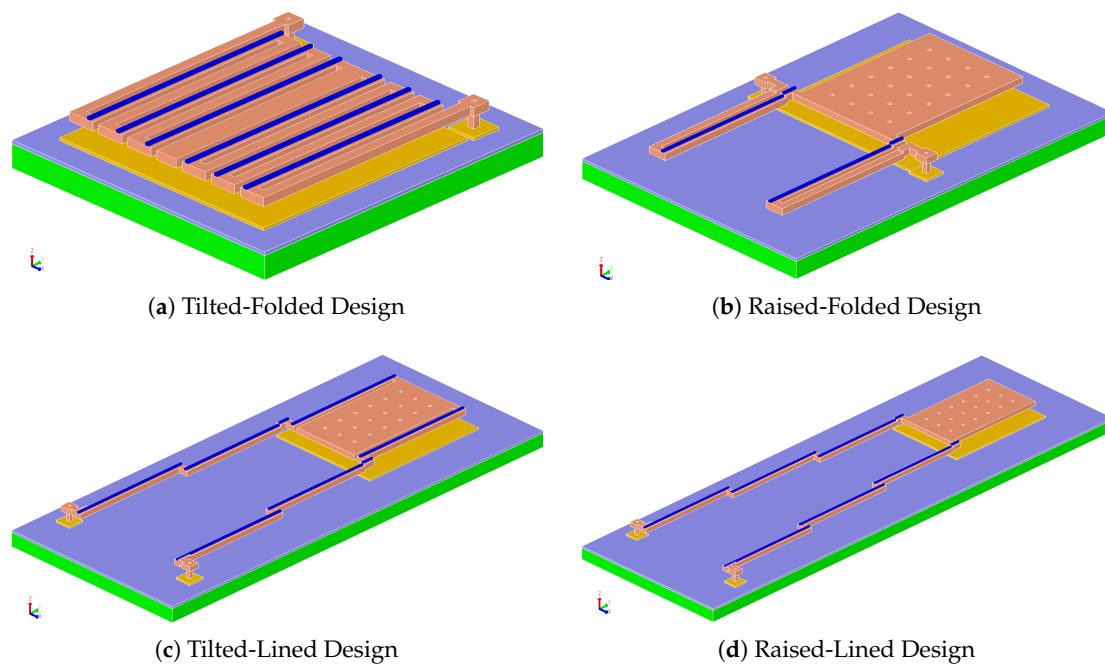 (a) Tilted-Folded Design
(b) Raised-Folded Design
(c) Tilted-Lined Design
(d) Raised-Lined Design